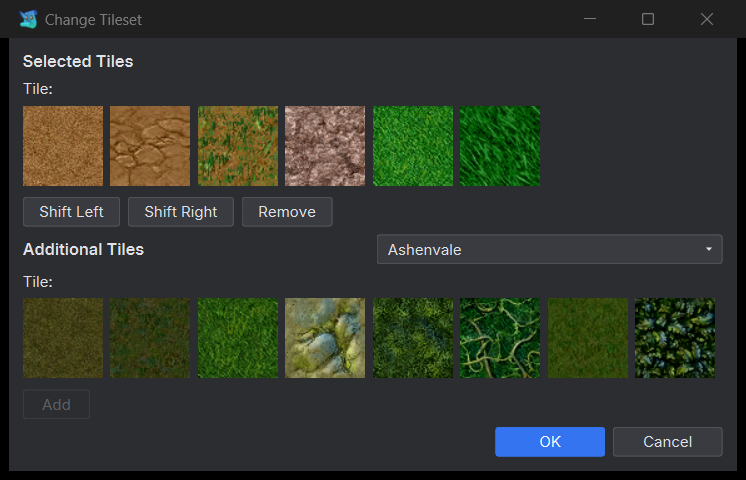 Change Tileset
Selected Tiles
Tile:
Shift Left
Shift Right
Remove
Additional Tiles
Ashenvale
Tile:
Add
OK
Cancel